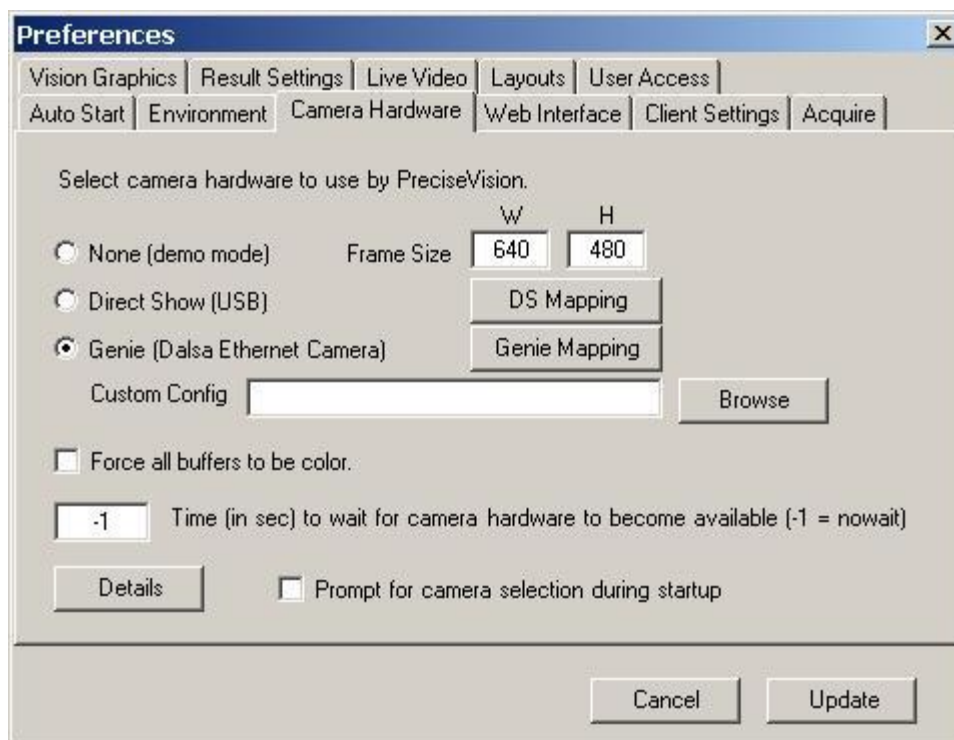 Preferences
Vision Graphics Result Settings Live Video Layouts User Access
Auto Start Environment Camera Hardware Web Interface Client Settings Acquire
Select camera hardware to use by PreciseVision.
W H
None (demo mode) Frame Size 640 480
Direct Show (USB) DS Mapping
Genie (Dalsa Ethernet Camera) Genie Mapping
Custom Config Browse
Force all buffers to be color.
-1 Time (in sec) to wait for camera hardware to become available (-1 = nowait)
Details Prompt for camera selection during startup
Cancel Update